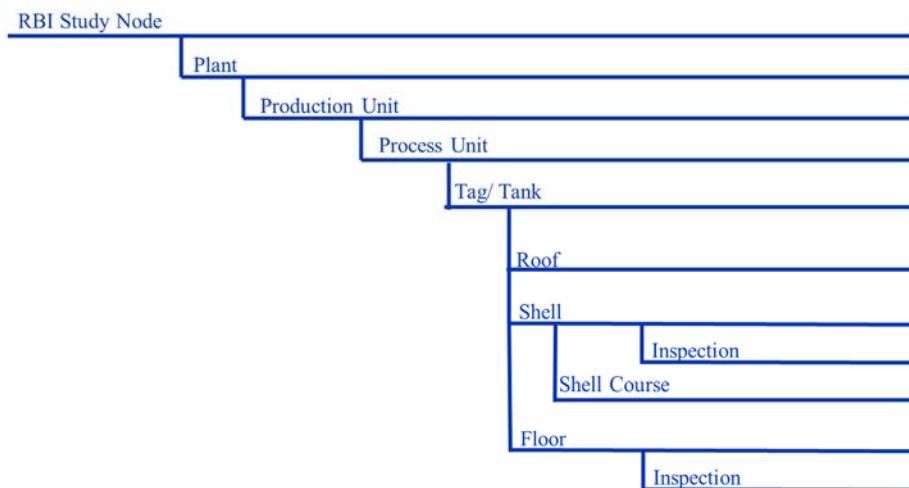 RBI Study Node
Plant
Production Unit
Process Unit
Tag/ Tank
Roof
Shell
Inspection
Shell Course
Floor
Inspection